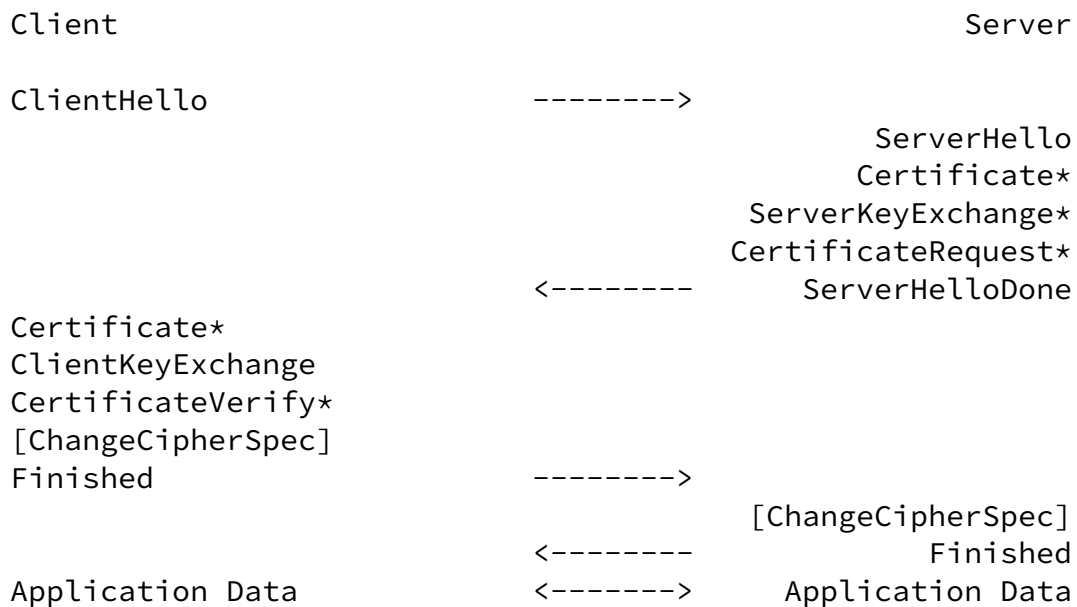 Client Server
ClientHello -------->
ServerHello
Certificate*
ServerKeyExchange*
CertificateRequest*
<-------- ServerHelloDone
Certificate*
ClientKeyExchange
CertificateVerify*
[ChangeCipherSpec]
Finished -------->
[ChangeCipherSpec]
<-------- Finished
Application Data <-------> Application Data